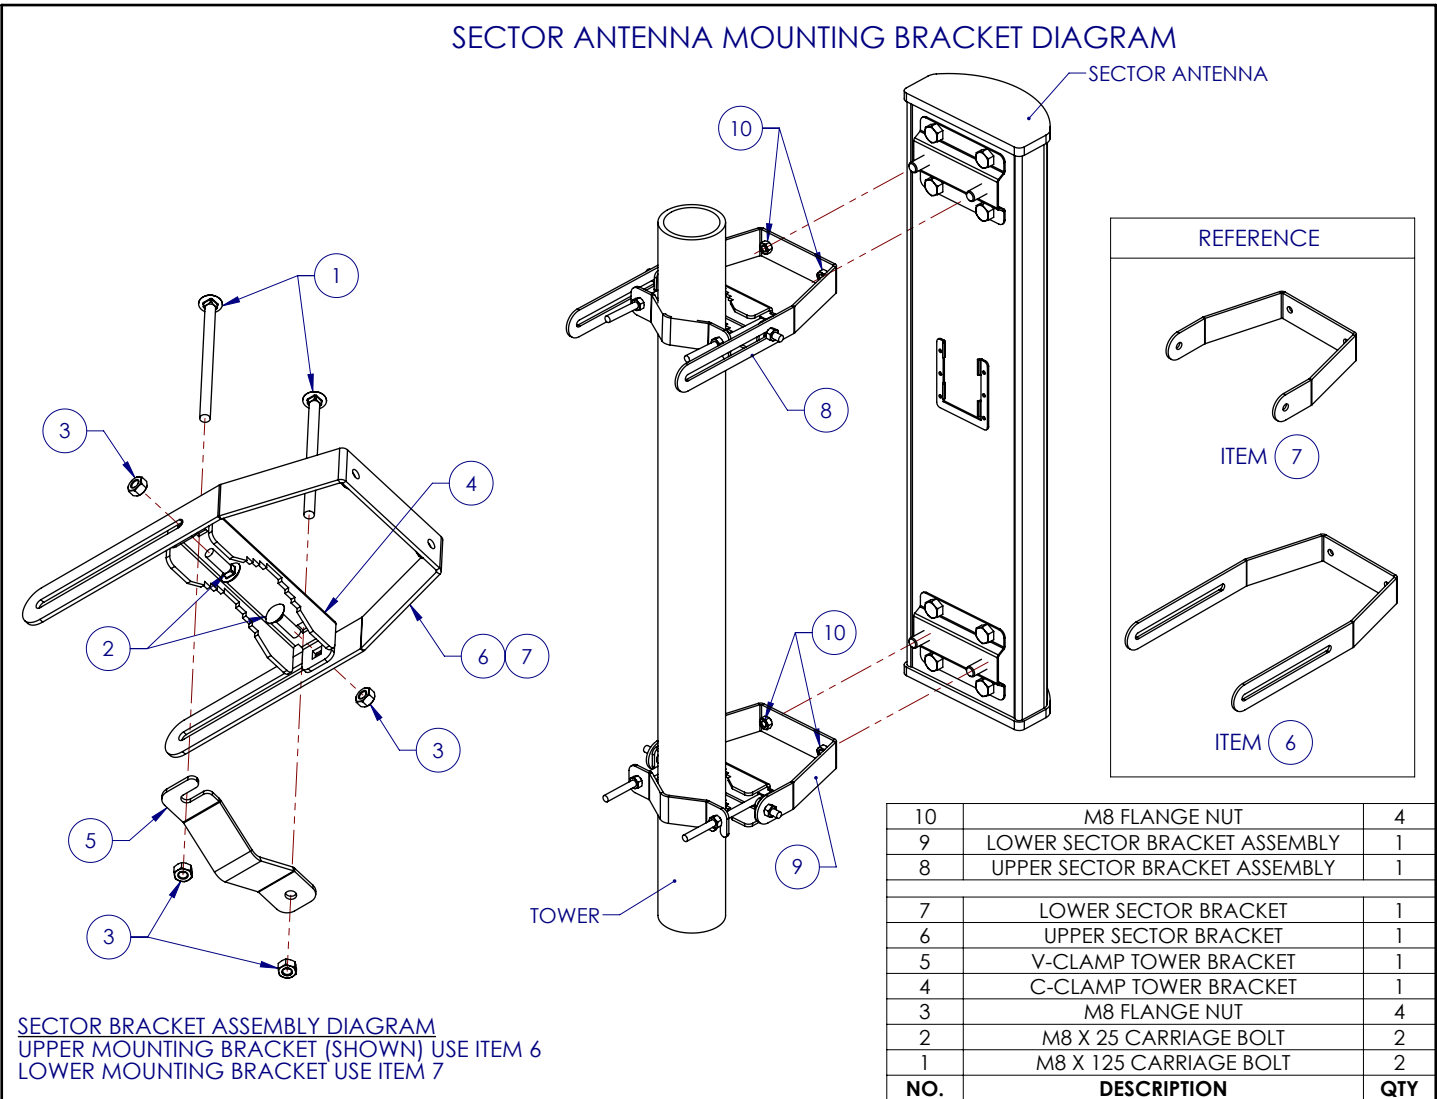 SECTOR ANTENNA MOUNTING BRACKET DIAGRAM
SECTOR ANTENNA
10
1
3
4
8
2
6 7
3
5
3
10
9
TOWER
REFERENCE
ITEM 7
ITEM 6
10 M8 FLANGE NUT 4
9 LOWER SECTOR BRACKET ASSEMBLY 1
8 UPPER SECTOR BRACKET ASSEMBLY 1
7 LOWER SECTOR BRACKET 1
6 UPPER SECTOR BRACKET 1
5 V-CLAMP TOWER BRACKET 1
4 C-CLAMP TOWER BRACKET 1
3 M8 FLANGE NUT 4
2 M8 X 25 CARRIAGE BOLT 2
1 M8 X 125 CARRIAGE BOLT 2
NO. DESCRIPTION QTY
SECTOR BRACKET ASSEMBLY DIAGRAM
UPPER MOUNTING BRACKET (SHOWN) USE ITEM 6
LOWER MOUNTING BRACKET USE ITEM 7